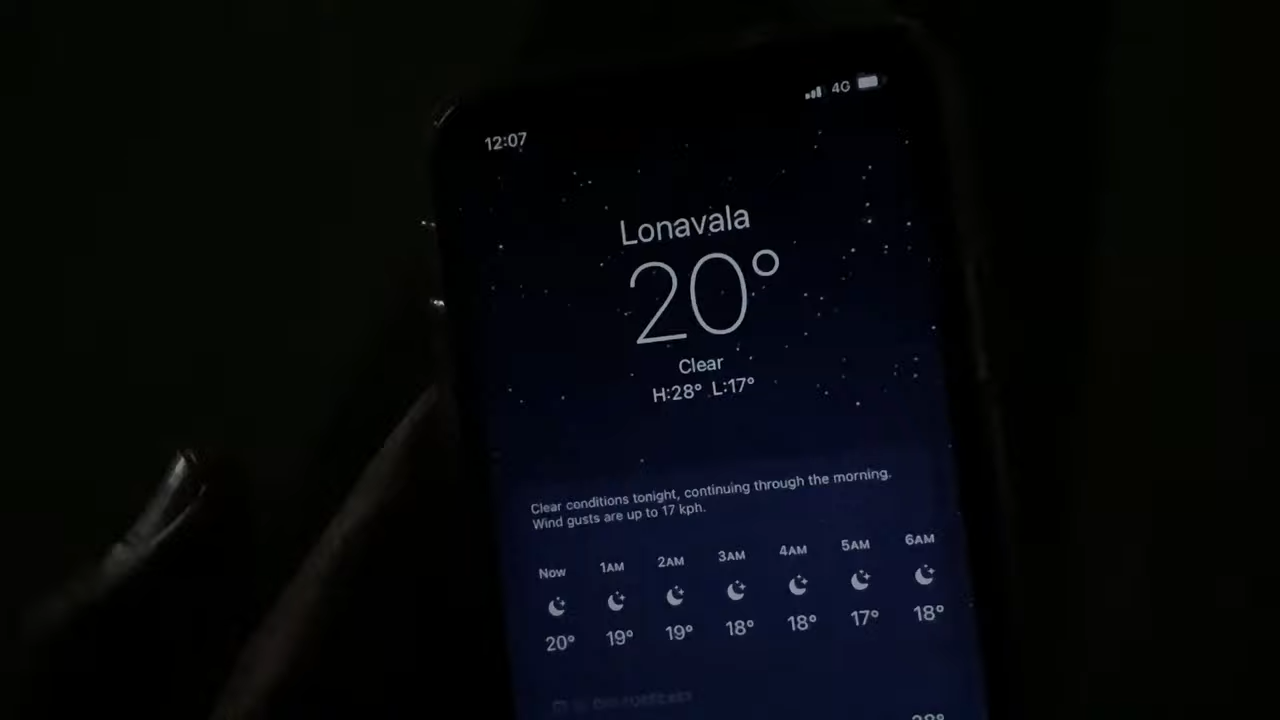 12:07
4G
Lonavala
20°
Clear
H:28° L:17°
Clear conditions tonight, continuing through the morning.
Wind gusts are up to 17 kph.
Now 1AM 2AM 3AM 4AM 5AM 6AM
20° 19° 19° 18° 18° 17° 18°